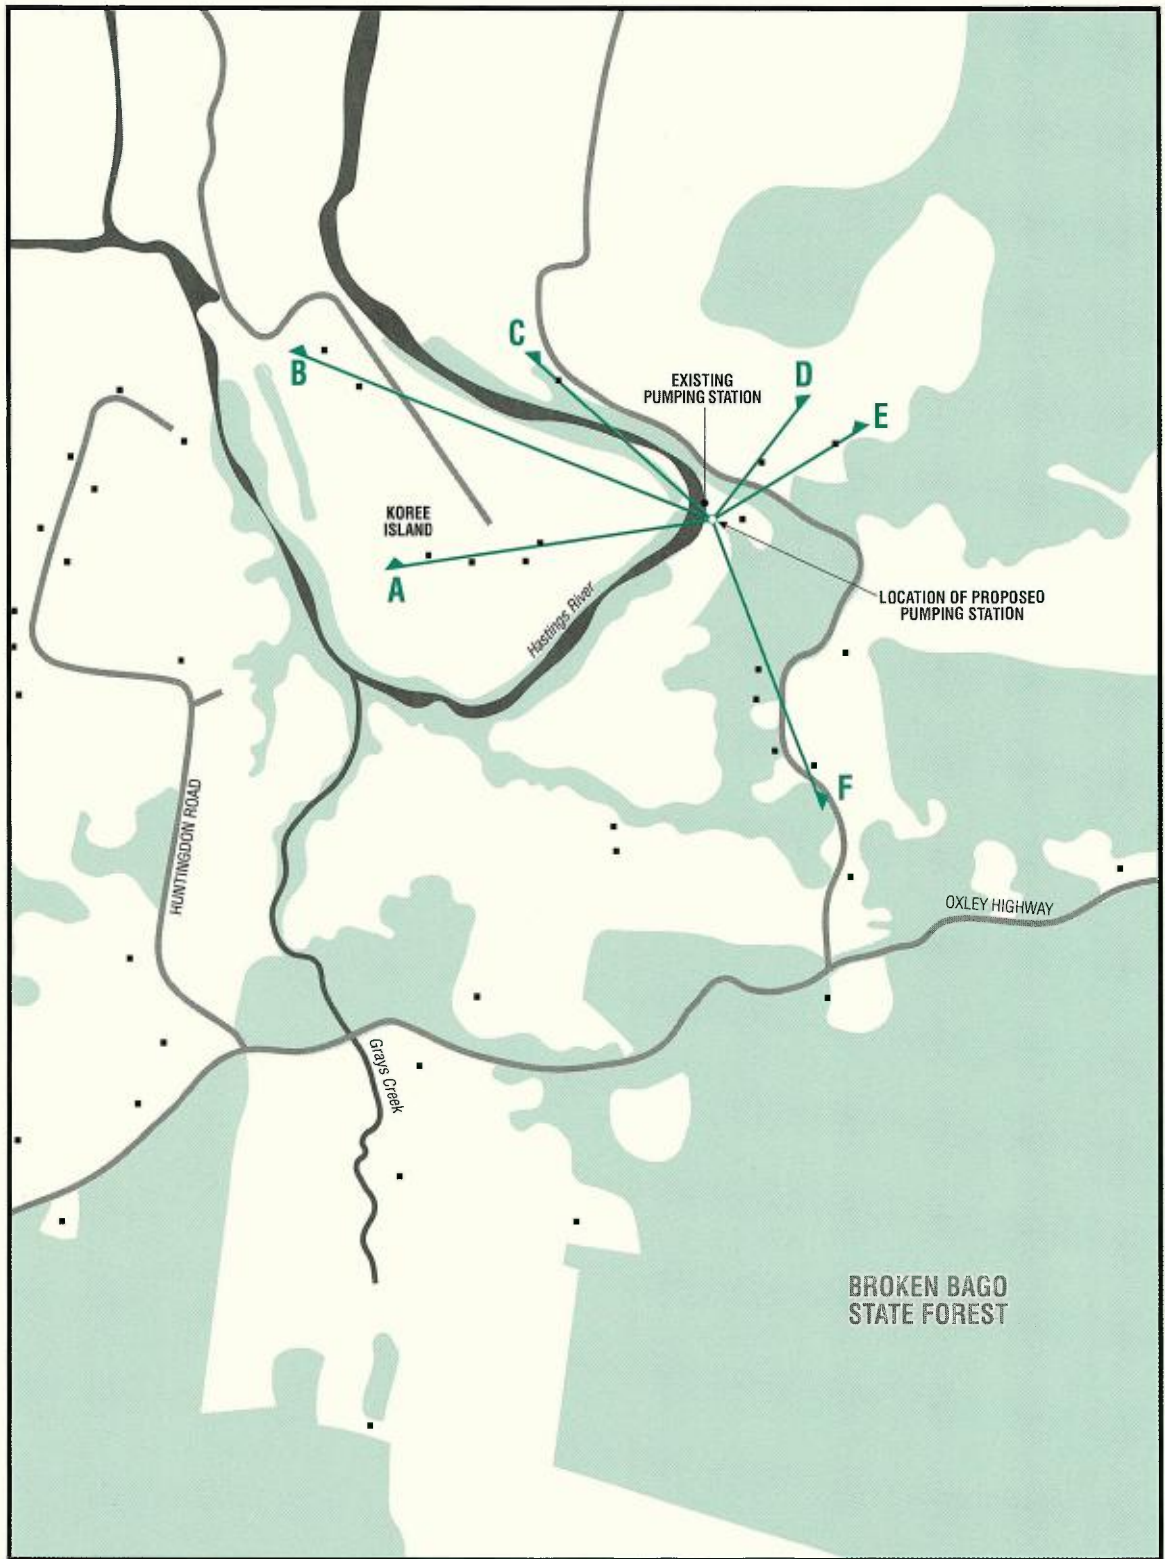 C
EXISTING
PUMPING STATION
B
D
E
KOREE
ISLAND
A
Hastings River
LOCATION OF PROPOSED
PUMPING STATION
F
HUNTINGDON ROAD
OXLEY HIGHWAY
Grays Creek
BROKEN BAGO
STATE FOREST